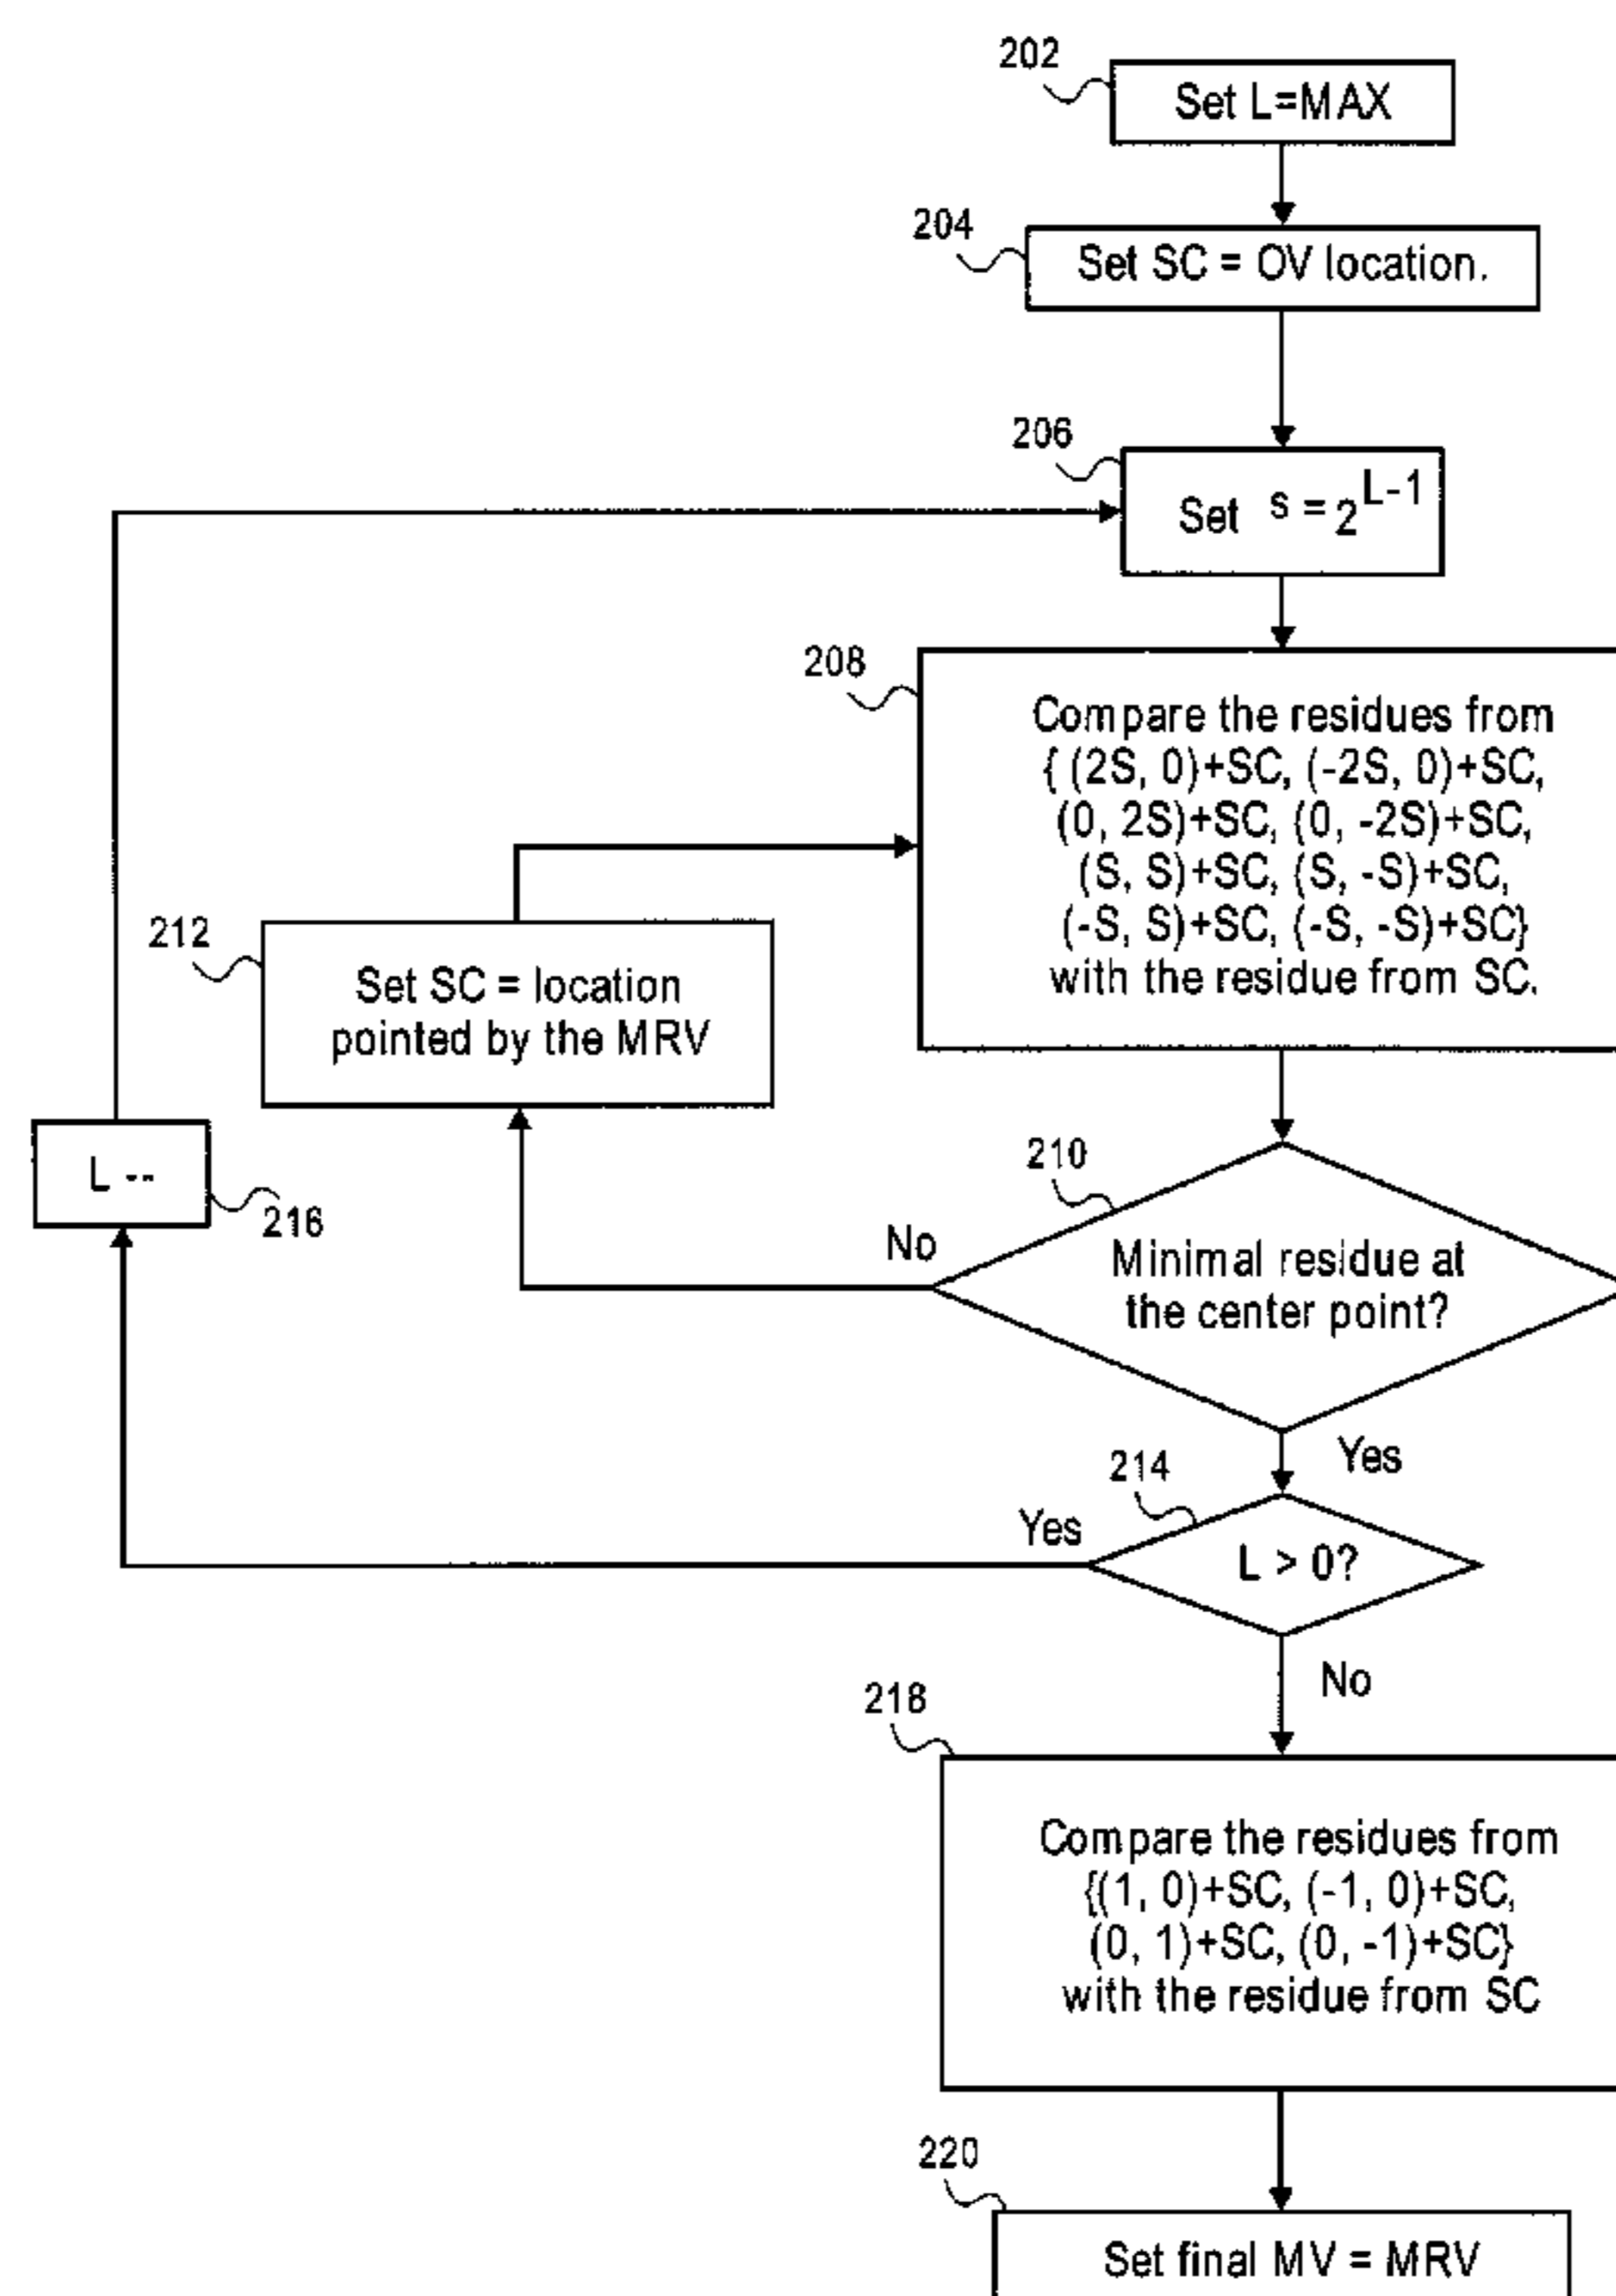 202
Set L=MAX
204
Set SC = OV location.
206
Set s = 2^L-1
208
Compare the residues from
{ (2S, 0)+SC, (-2S, 0)+SC,
(0, 2S)+SC, (0, -2S)+SC,
(S, S)+SC, (S, -S)+SC,
(-S, S)+SC, (-S, -S)+SC}
with the residue from SC.
212
Set SC = location
pointed by the MRV
L --
216
210
No
Minimal residue at
the center point?
Yes
214
Yes
L > 0?
No
218
Compare the residues from
{(1, 0)+SC, (-1, 0)+SC,
(0, 1)+SC, (0, -1)+SC}
with the residue from SC
220
Set final MV = MRV